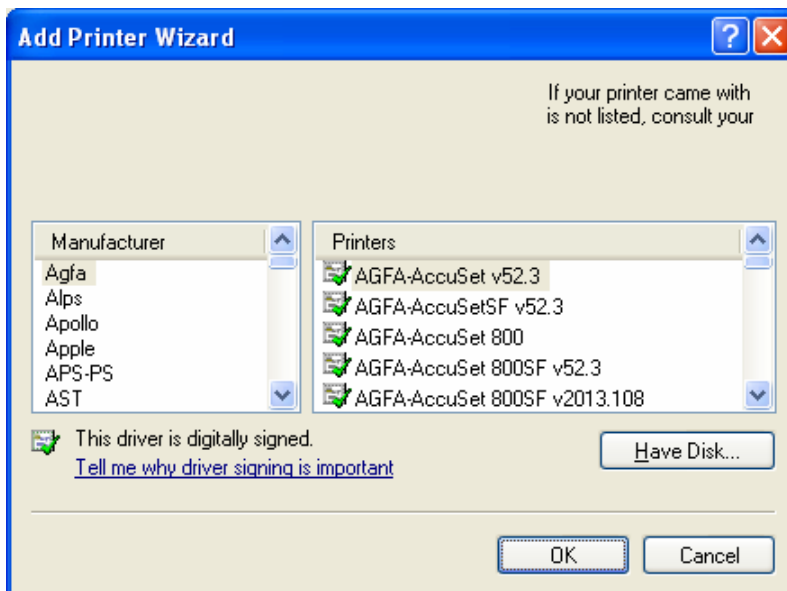 Add Printer Wizard
If your printer came with
is not listed, consult your
Manufacturer
Agfa
Alps
Apollo
Apple
APS-PS
AST
Printers
AGFA-AccuSet v52.3
AGFA-AccuSetSF v52.3
AGFA-AccuSet 800
AGFA-AccuSet 800SF v52.3
AGFA-AccuSet 800SF v2013.108
This driver is digitally signed.
Tell me why driver signing is important
Have Disk...
OK
Cancel